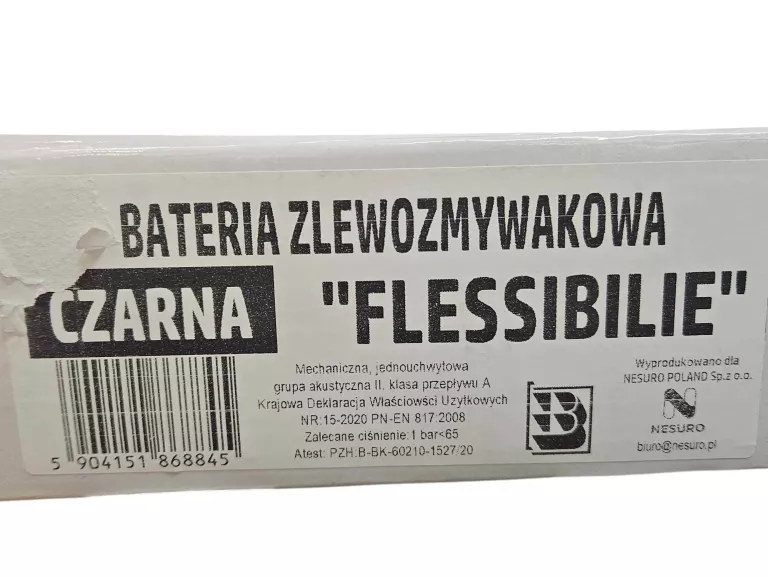 BATERIA ZLEWOZMYWAKOWA
CZARNA
"FLESSIBILIE"
Mechaniczna, jednouchwytowa
grupa akustyczna II, klasa przepływu A
Krajowa Deklaracja Właściowści Użytkowych
NR:15-2020 PN-EN 817:2008
Zalecane ciśnienie:1 bar<65
Atest: PZH:B-BK-60210-1527/20
5 904151 868845
B
Wyprodukowano dla
NESURO POLAND Sp.z o.o.
NESURO
biuro@nesuro.pl